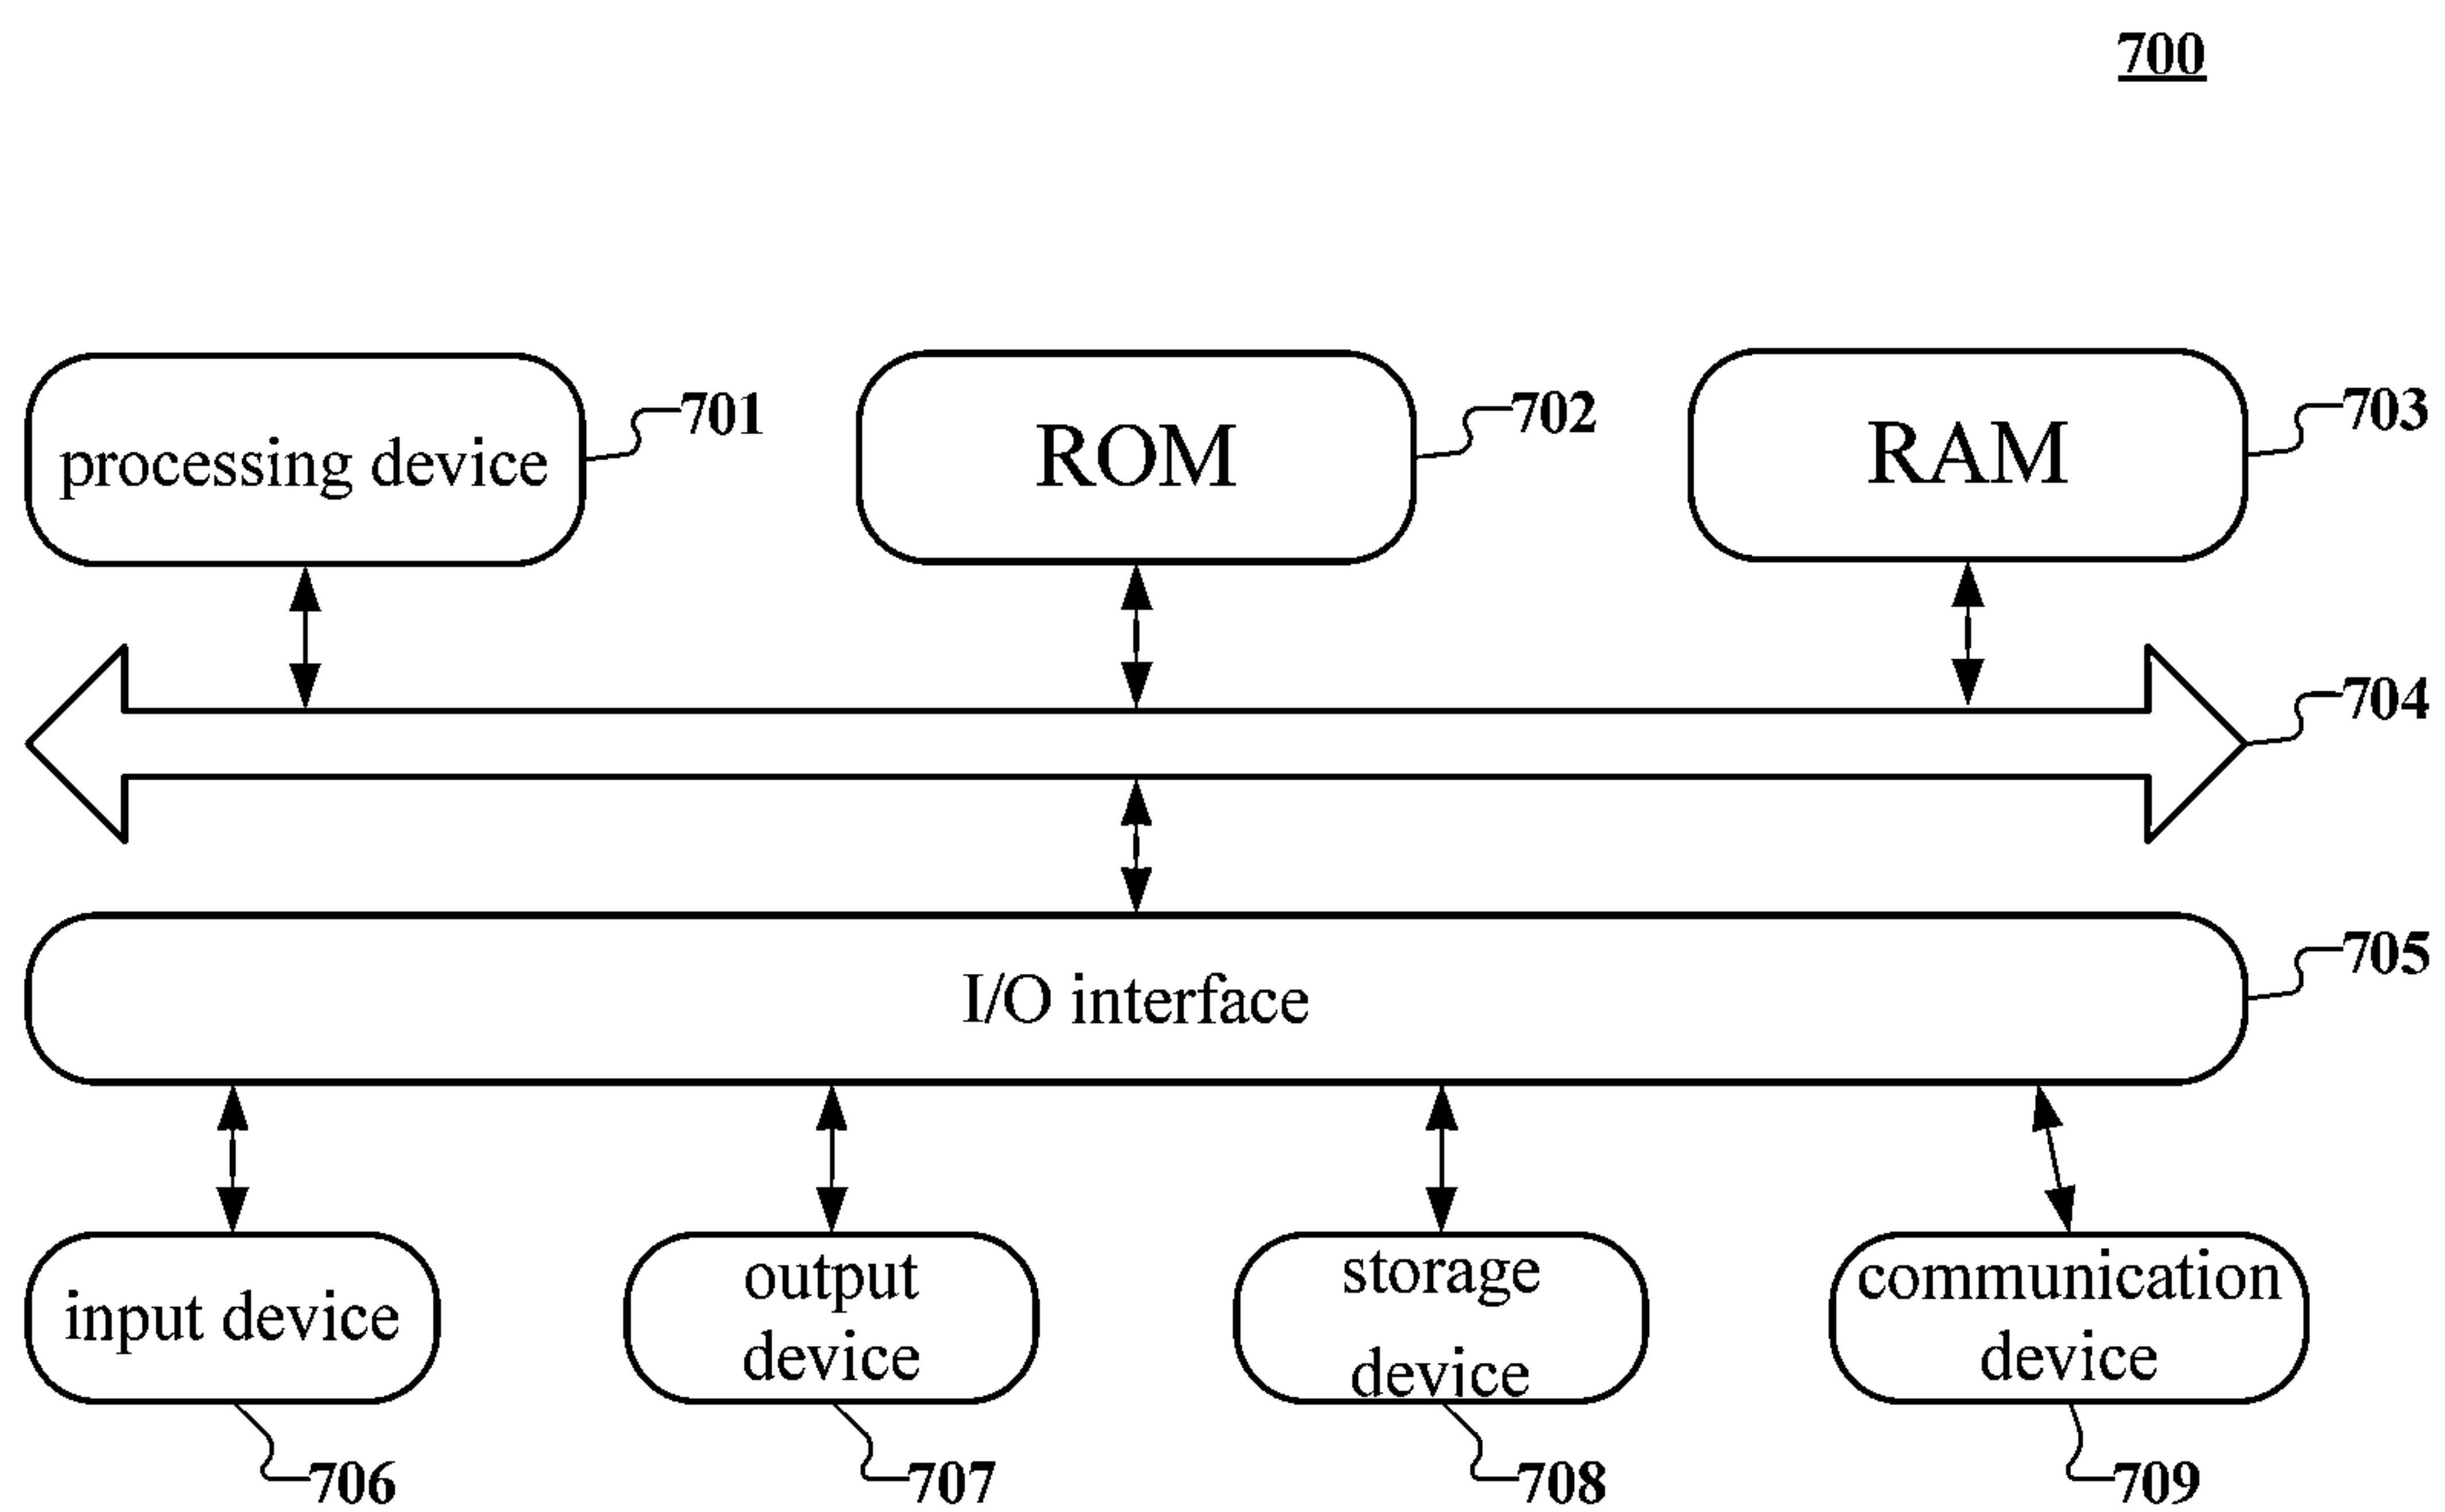 700
processing device
701
ROM
702
RAM
703
704
I/O interface
705
input device
output
device
storage
device
communication
device
706
707
708
709